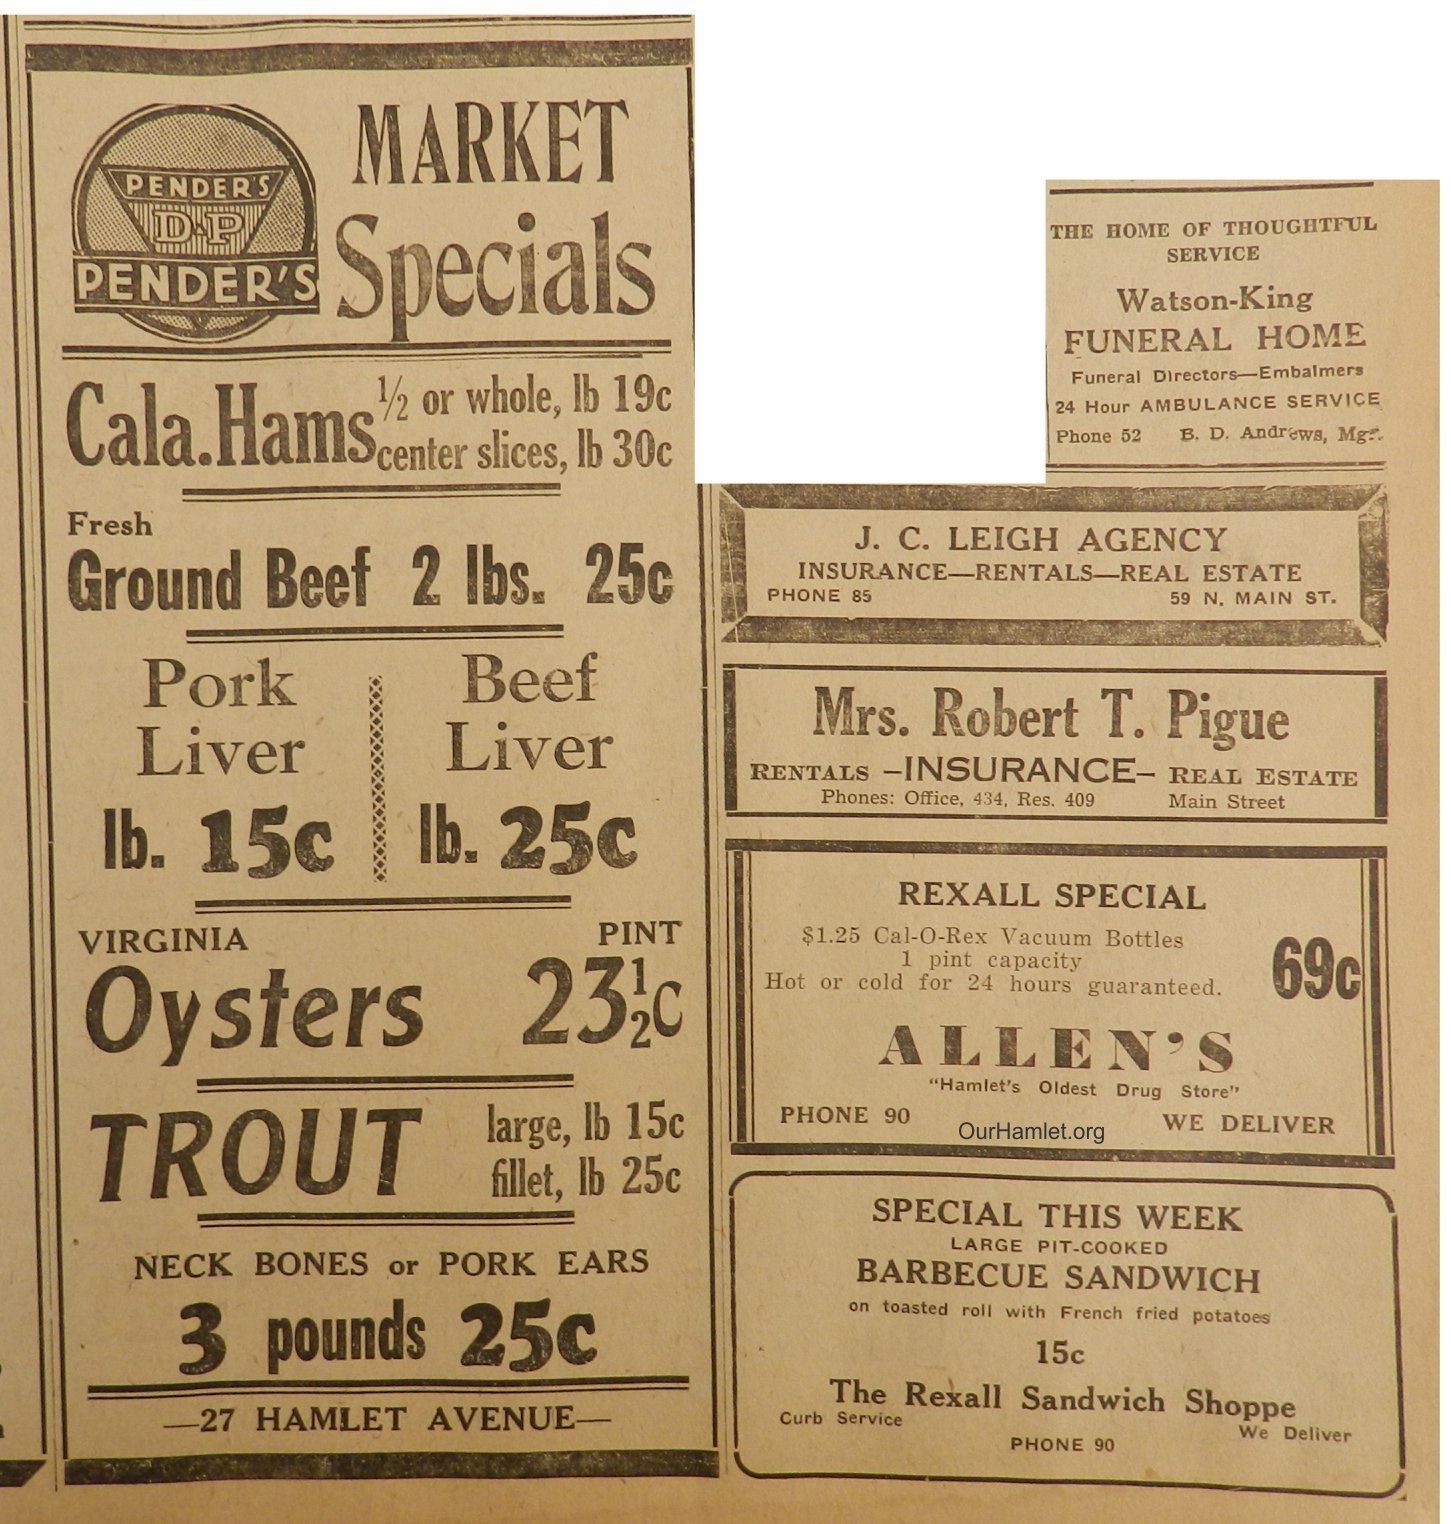 PENDER'S
D&P
PENDER'S
MARKET
Specials
Cala. Hams ½ or whole, lb 19c
center slices, lb 30c
Fresh
Ground Beef 2 lbs. 25c
Pork
Liver
lb. 15c
Beef
Liver
lb. 25c
VIRGINIA PINT
Oysters 23½c
TROUT large, lb 15c
fillet, lb 25c
NECK BONES or PORK EARS
3 pounds 25c
—27 HAMLET AVENUE—
THE HOME OF THOUGHTFUL
SERVICE
Watson-King
FUNERAL HOME
Funeral Directors—Embalmers
24 Hour AMBULANCE SERVICE
Phone 52 B. D. Andrews, Mgr.
J. C. LEIGH AGENCY
INSURANCE—RENTALS—REAL ESTATE
PHONE 85 59 N. MAIN ST.
Mrs. Robert T. Pigue
RENTALS –INSURANCE– REAL ESTATE
Phones: Office, 434, Res. 409 Main Street
REXALL SPECIAL
$1.25 Cal-O-Rex Vacuum Bottles
1 pint capacity
Hot or cold for 24 hours guaranteed.
69c
ALLEN'S
"Hamlet's Oldest Drug Store"
PHONE 90 WE DELIVER
OurHamlet.org
SPECIAL THIS WEEK
LARGE PIT-COOKED
BARBECUE SANDWICH
on toasted roll with French fried potatoes
15c
The Rexall Sandwich Shoppe
Curb Service We Deliver
PHONE 90